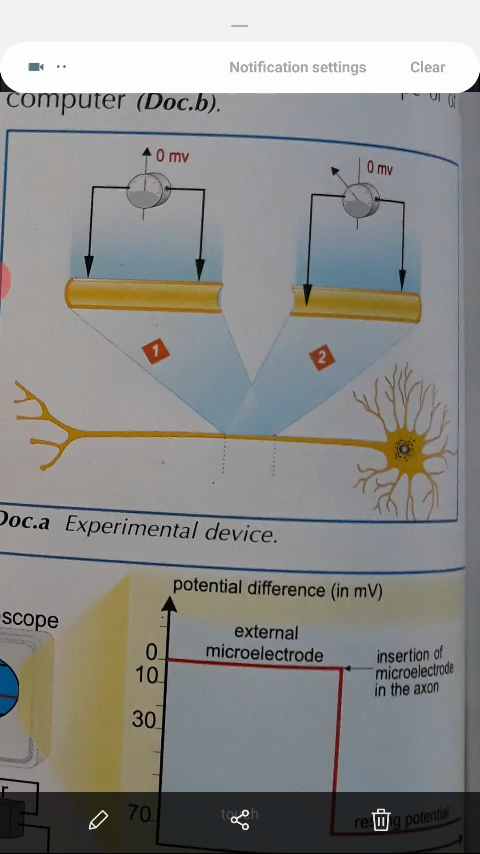 Notification settings
Clear
computer (Doc.b).
0 mv
0 mv
1
2
Doc.a Experimental device.
potential difference (in mV)
scope
external
microelectrode
insertion of
microelectrode
in the axon
0
10
30
70
resting potential